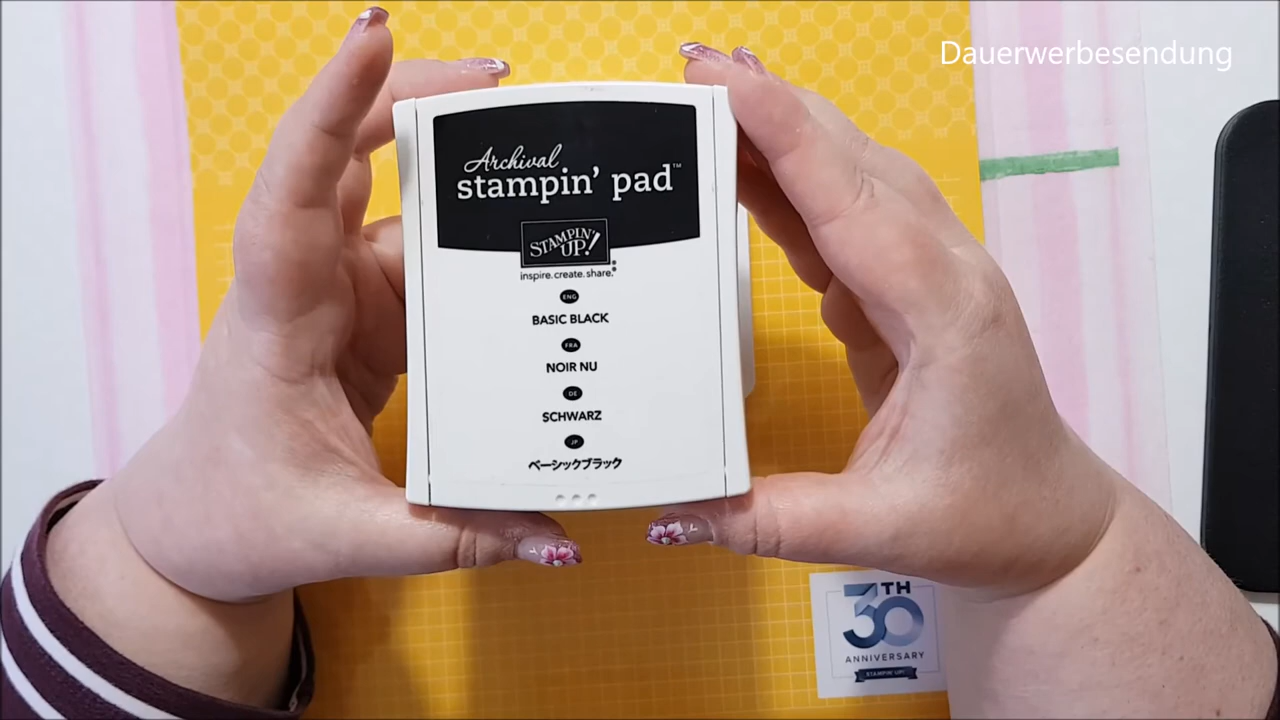 Dauerwerbesendung
Archival
stampin' pad™
STAMPIN'
UP!®
inspire.create.share.®
ENG
BASIC BLACK
FRA
NOIR NU
DE
SCHWARZ
JP
ベーシックブラック
30TH
ANNIVERSARY
STAMPIN' UP!